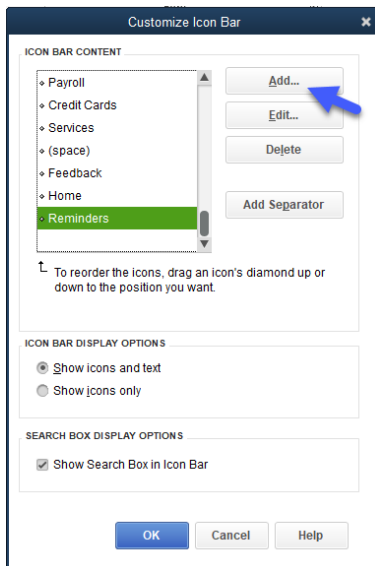 Customize Icon Bar
ICON BAR CONTENT
Payroll
Credit Cards
Services
(space)
Feedback
Home
Reminders
Add...
Edit...
Delete
Add Separator
To reorder the icons, drag an icon's diamond up or
down to the position you want.
ICON BAR DISPLAY OPTIONS
Show icons and text
Show icons only
SEARCH BOX DISPLAY OPTIONS
Show Search Box in Icon Bar
OK
Cancel
Help